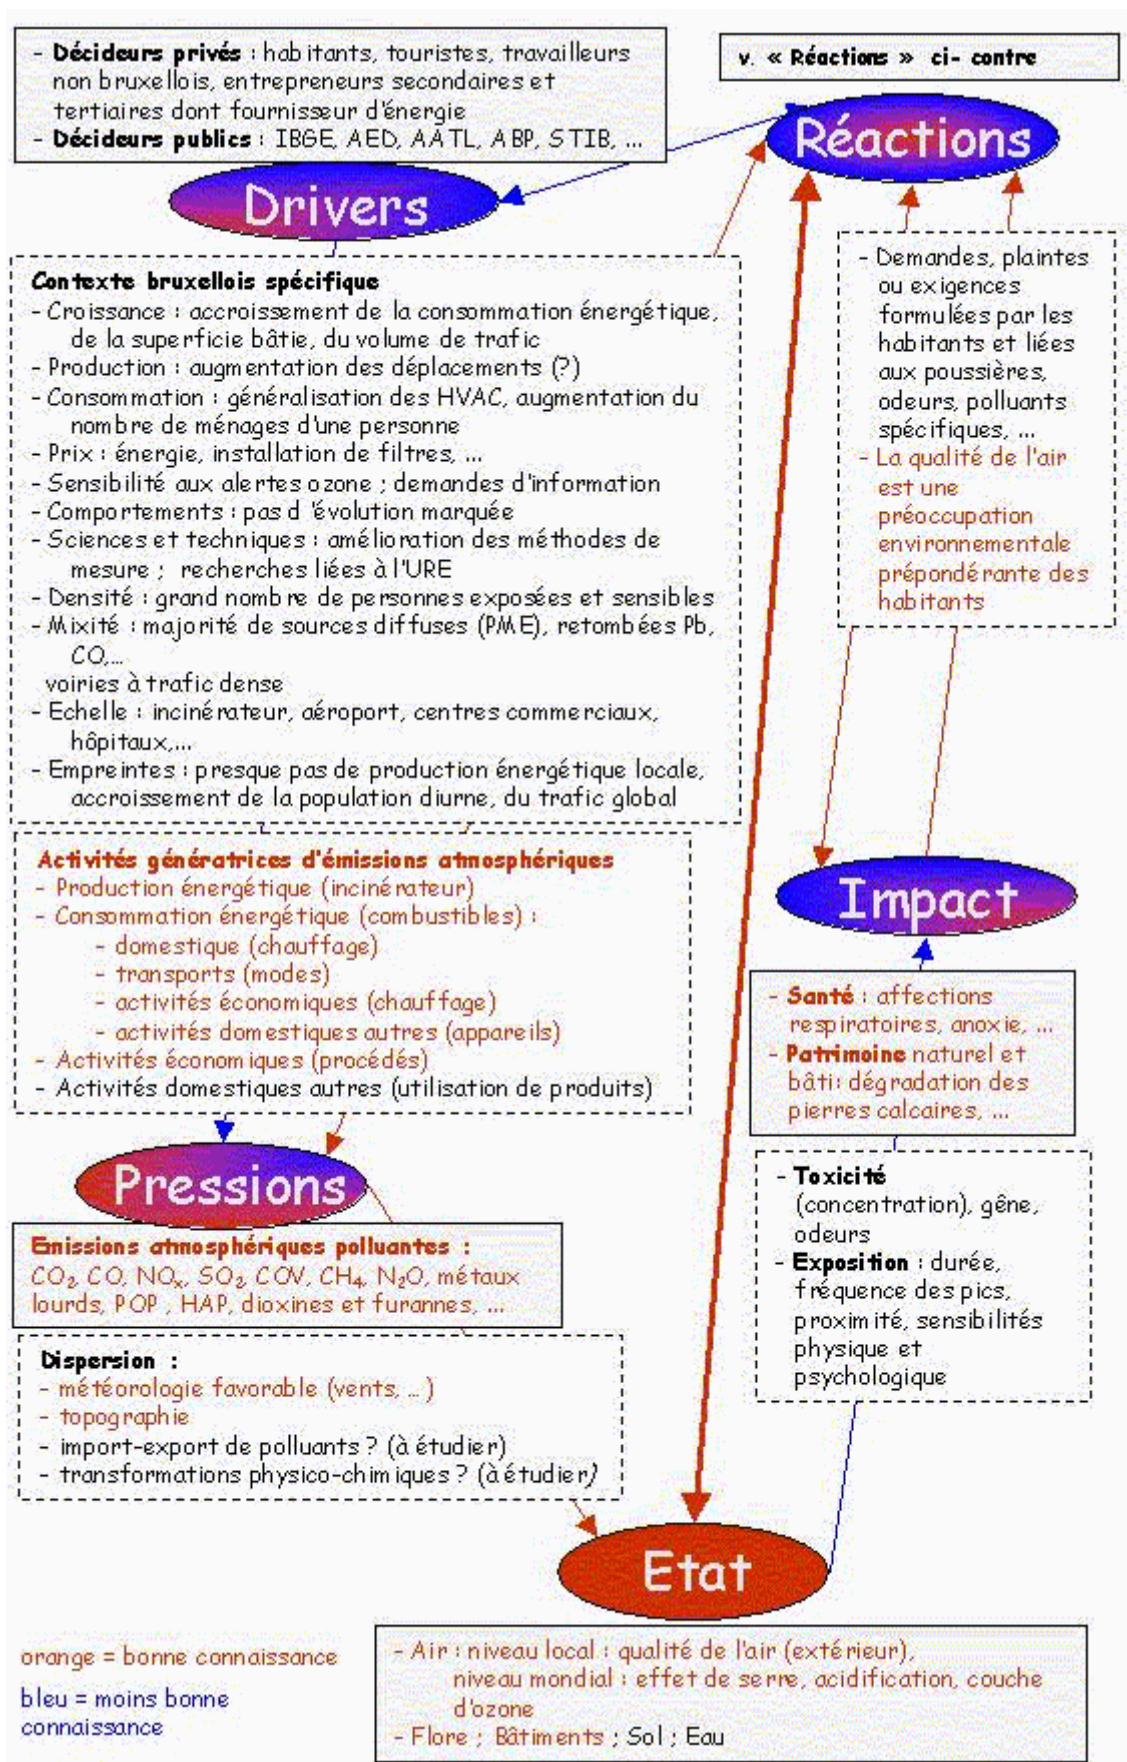 - Décideurs privés : habitants, touristes, travailleurs
non bruxellois, entrepreneurs secondaires et
tertiaires dont fournisseur d'énergie
- Décideurs publics : IBGE, AED, AATL, ABP, STIB, ...
v. « Réactions » ci- contre
Réactions
Drivers
Contexte bruxellois spécifique
- Croissance : accroissement de la consommation énergétique,
de la superficie bâtie, du volume de trafic
- Production : augmentation des déplacements (?)
- Consommation : généralisation des HVAC, augmentation du
nombre de ménages d'une personne
- Prix : énergie, installation de filtres, ...
- Sensibilité aux alertes ozone ; demandes d'information
- Comportements : pas d 'évolution marquée
- Sciences et techniques : amélioration des méthodes de
mesure ; recherches liées à l'URE
- Densité : grand nombre de personnes exposées et sensibles
- Mixité : majorité de sources diffuses (PME), retombées Pb,
CO,...
voiries à trafic dense
- Echelle : incinérateur, aéroport, centres commerciaux,
hôpitaux,...
- Empreintes : presque pas de production énergétique locale,
accroissement de la population diurne, du trafic global
- Demandes, plaintes
ou exigences
formulées par les
habitants et liées
aux poussières,
odeurs, polluants
spécifiques, ...
- La qualité de l'air
est une
préoccupation
environnementale
prépondérante des
habitants
Activités génératrices d'émissions atmosphériques
- Production énergétique (incinérateur)
- Consommation énergétique (combustibles) :
- domestique (chauffage)
- transports (modes)
- activités économiques (chauffage)
- activités domestiques autres (appareils)
- Activités économiques (procédés)
- Activités domestiques autres (utilisation de produits)
Impact
- Santé : affections
respiratoires, anoxie, ...
- Patrimoine naturel et
bâti: dégradation des
pierres calcaires, ...
Pressions
Emissions atmosphériques polluantes :
CO₂, CO, NOₓ, SO₂, COV, CH₄, N₂O, métaux
lourds, POP , HAP, dioxines et furannes, ...
- Toxicité
(concentration), gêne,
odeurs
- Exposition : durée,
fréquence des pics,
proximité, sensibilités
physique et
psychologique
Dispersion :
- météorologie favorable (vents, ...)
- topographie
- import-export de polluants ? (à étudier)
- transformations physico-chimiques ? (à étudier)
Etat
- Air : niveau local : qualité de l'air (extérieur),
niveau mondial : effet de serre, acidification, couche
d'ozone
- Flore ; Bâtiments ; Sol ; Eau
orange = bonne connaissance
bleu = moins bonne
connaissance